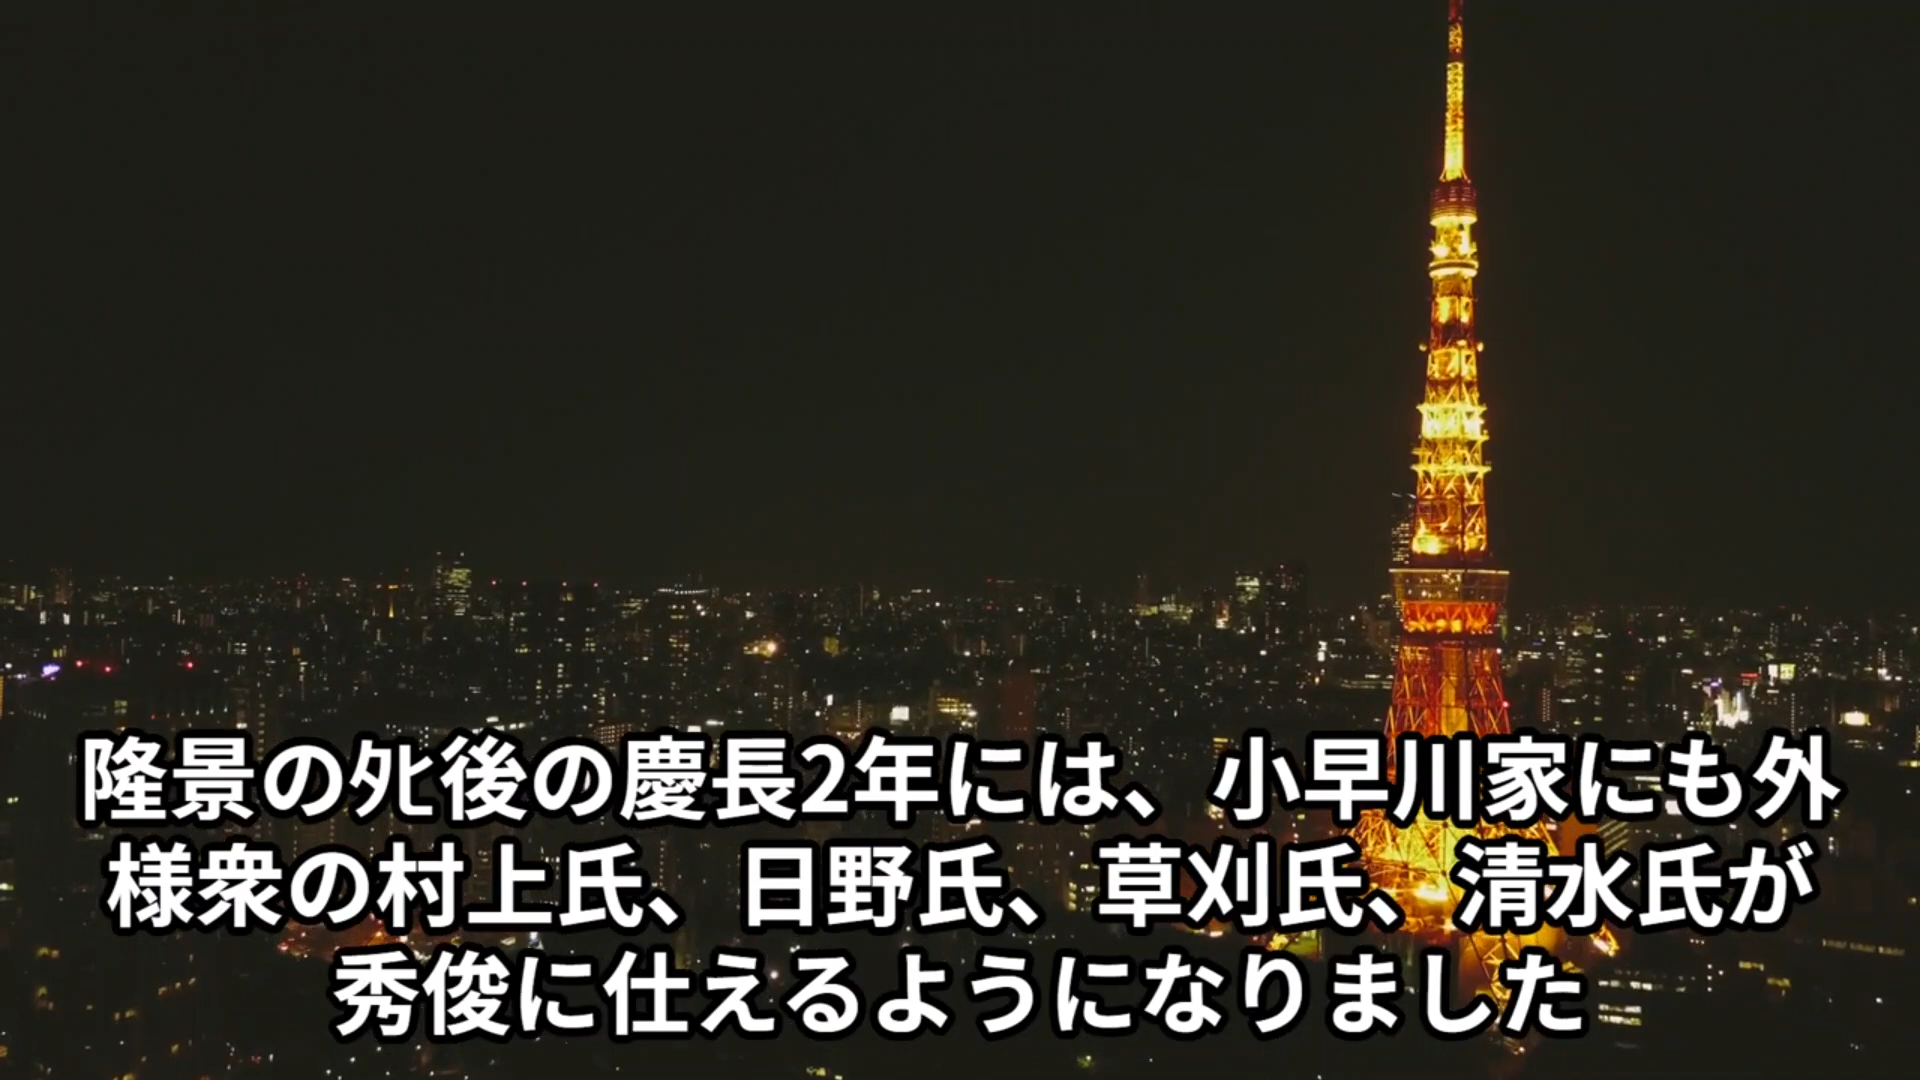 隆景のﾀﾋ後の慶長2年には、小早川家にも外
様衆の村上氏、日野氏、草刈氏、清水氏が
秀俊に仕えるようになりました